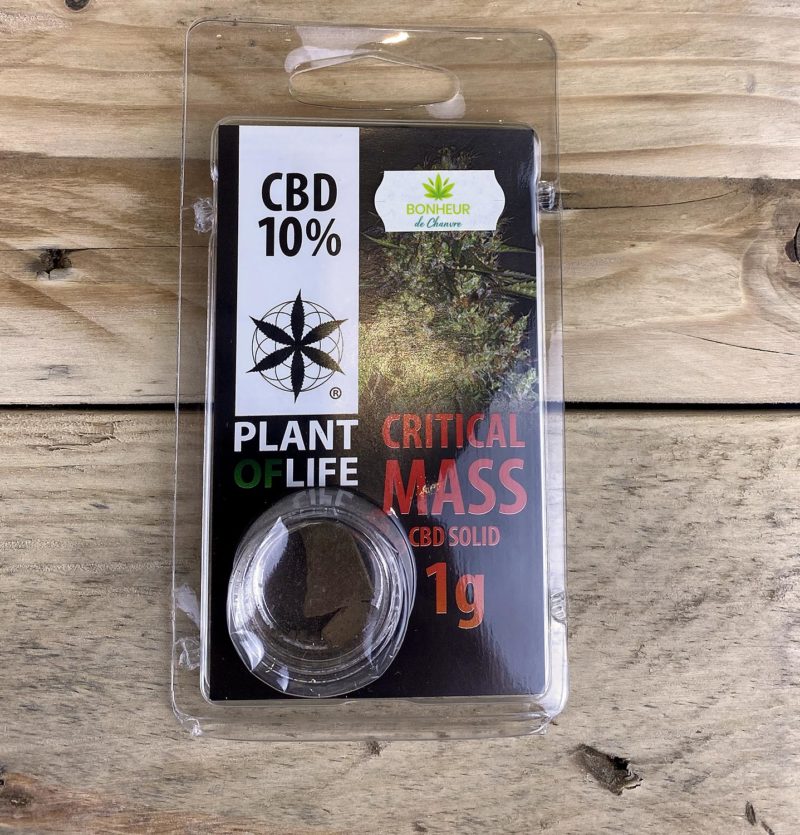 CBD
10%
BONHEUR
de Chanvre
®
PLANT
OF LIFE
CRITICAL
MASS
CBD SOLID
1g